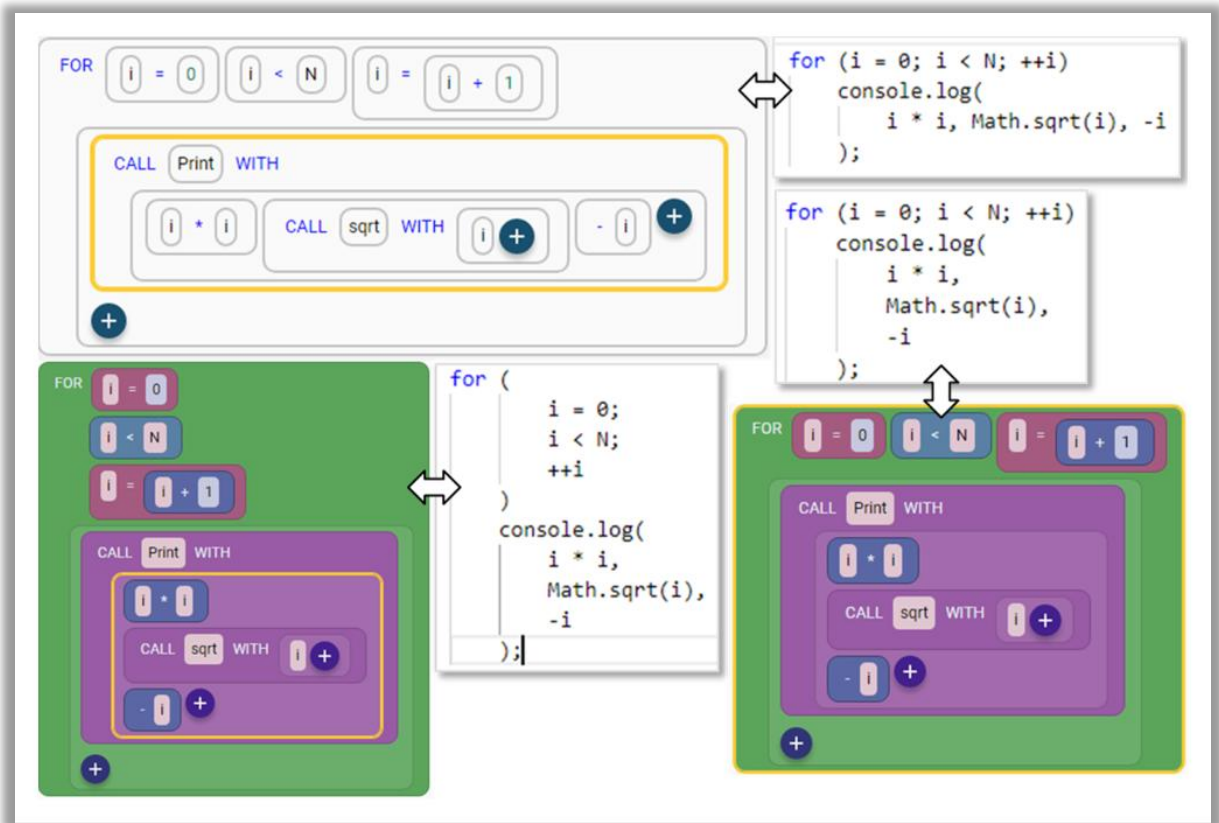 FOR i = 0 i < N i = i + 1
CALL Print WITH
i * i CALL sqrt WITH i + - i +
+
for (i = 0; i < N; ++i)
console.log(
i * i, Math.sqrt(i), -i
);
for (i = 0; i < N; ++i)
console.log(
i * i,
Math.sqrt(i),
-i
);
FOR i = 0
i < N
i = i + 1
CALL Print WITH
i * i
CALL sqrt WITH i +
- i +
+
for (
i = 0;
i < N;
++i
)
console.log(
i * i,
Math.sqrt(i),
-i
);
FOR i = 0 i < N i = i + 1
CALL Print WITH
i * i
CALL sqrt WITH i +
- i +
+